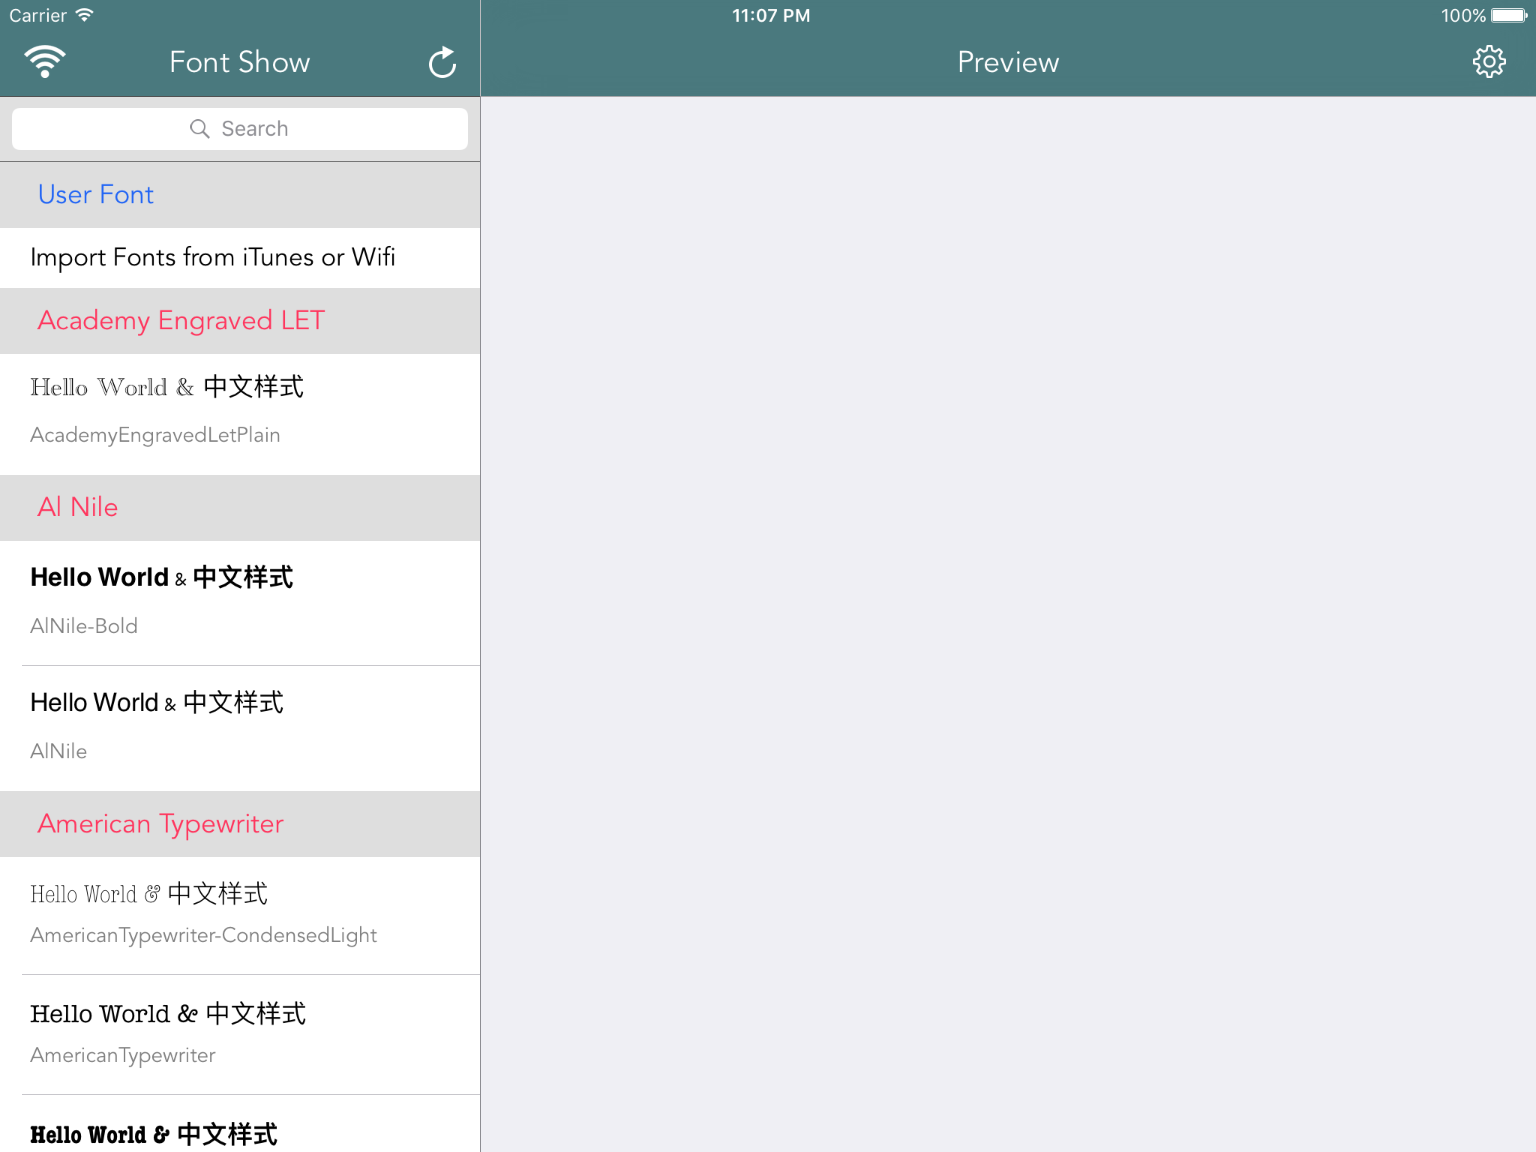 Carrier
11:07 PM
100%
Font Show
Preview
Search
User Font
Import Fonts from iTunes or Wifi
Academy Engraved LET
Hello World & 中文样式
AcademyEngravedLetPlain
Al Nile
Hello World & 中文样式
AlNile-Bold
Hello World & 中文样式
AlNile
American Typewriter
Hello World & 中文样式
AmericanTypewriter-CondensedLight
Hello World & 中文样式
AmericanTypewriter
Hello World & 中文样式